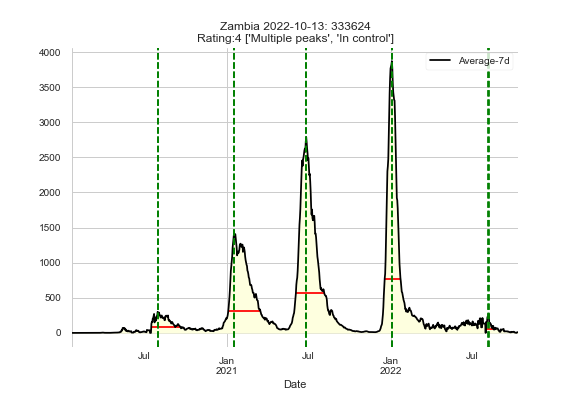 Zambia 2022-10-13: 333624
Rating:4 ['Multiple peaks', 'In control']
4000
Average-7d
3500
3000
2500
2000
1500
1000
500
0
Jul
Jan
2021
Jul
Jan
2022
Jul
Date